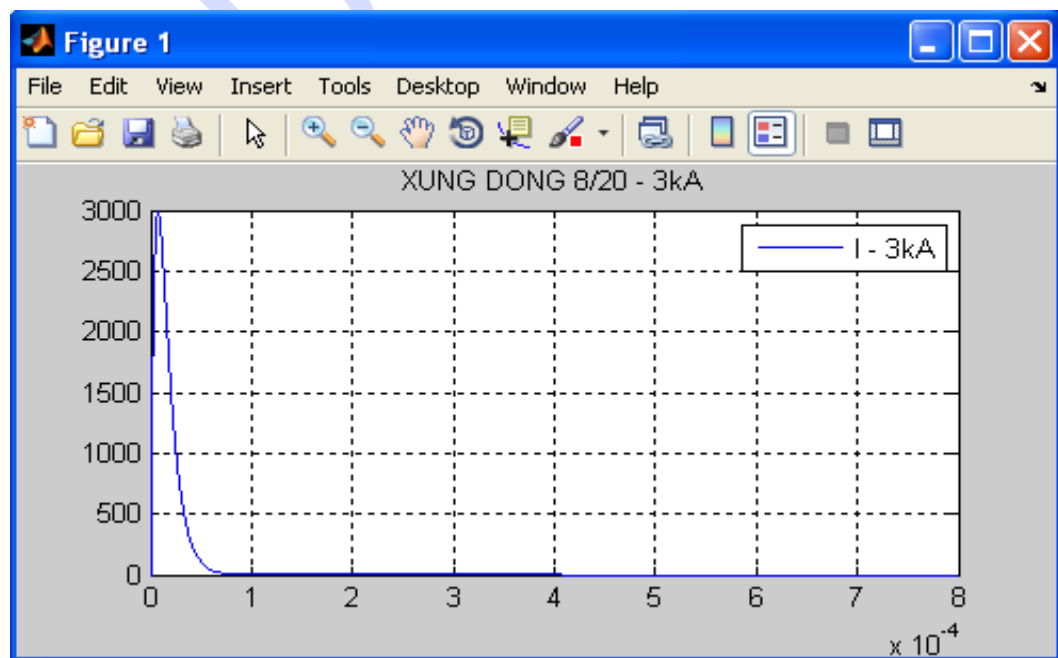 Figure 1
File Edit View Insert Tools Desktop Window Help
XUNG DONG 8/20 - 3kA
3000
I - 3kA
2500
2000
1500
1000
500
0
0 1 2 3 4 5 6 7 8
x 10^-4